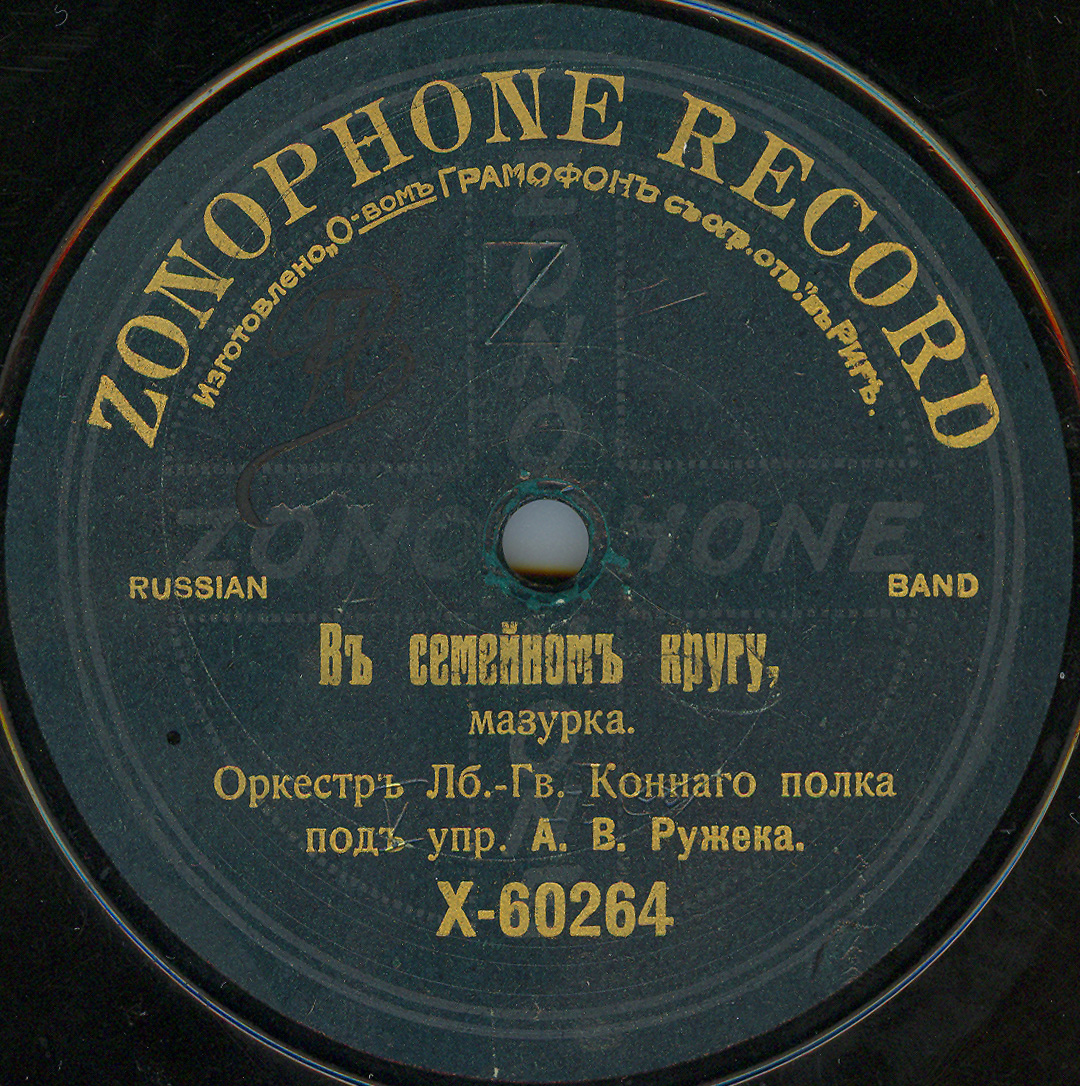 ZONOPHONE RECORD
Изготовлено „О-вомъ ГРАМОФОНЪ съ огр. отв.“ въ Ригѣ.
ZONOPHONE
RUSSIAN BAND
Въ семейномъ кругу,
мазурка.
Оркестръ Лб.-Гв. Коннаго полка
подъ упр. А. В. Ружека.
X-60264